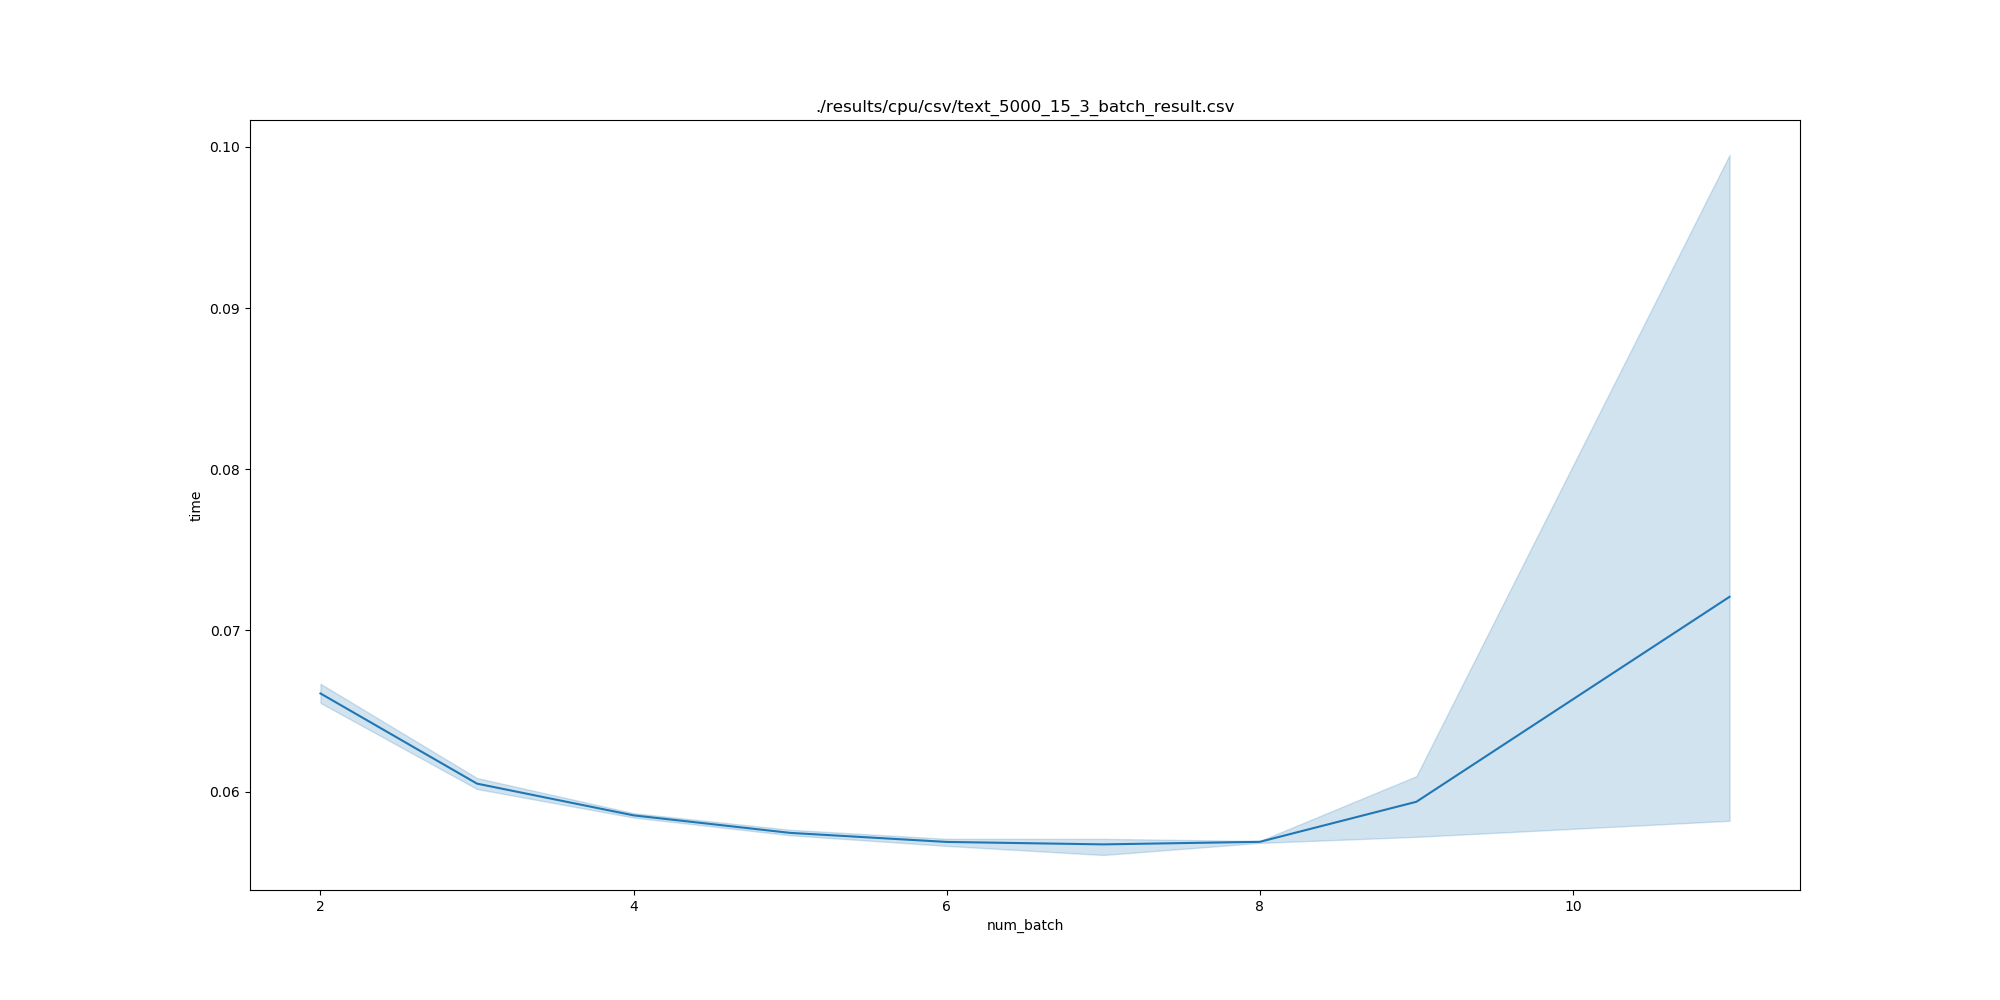 ./results/cpu/csv/text_5000_15_3_batch_result.csv
0.10
0.09
0.08
0.07
0.06
time
2 4 6 8 10
num_batch